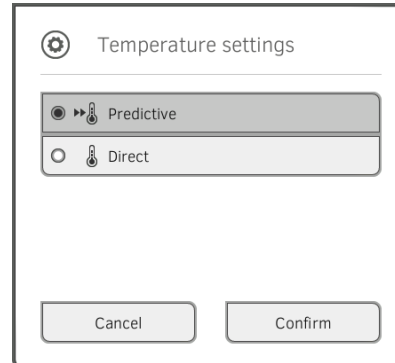 Temperature settings
Predictive
Direct
Cancel
Confirm